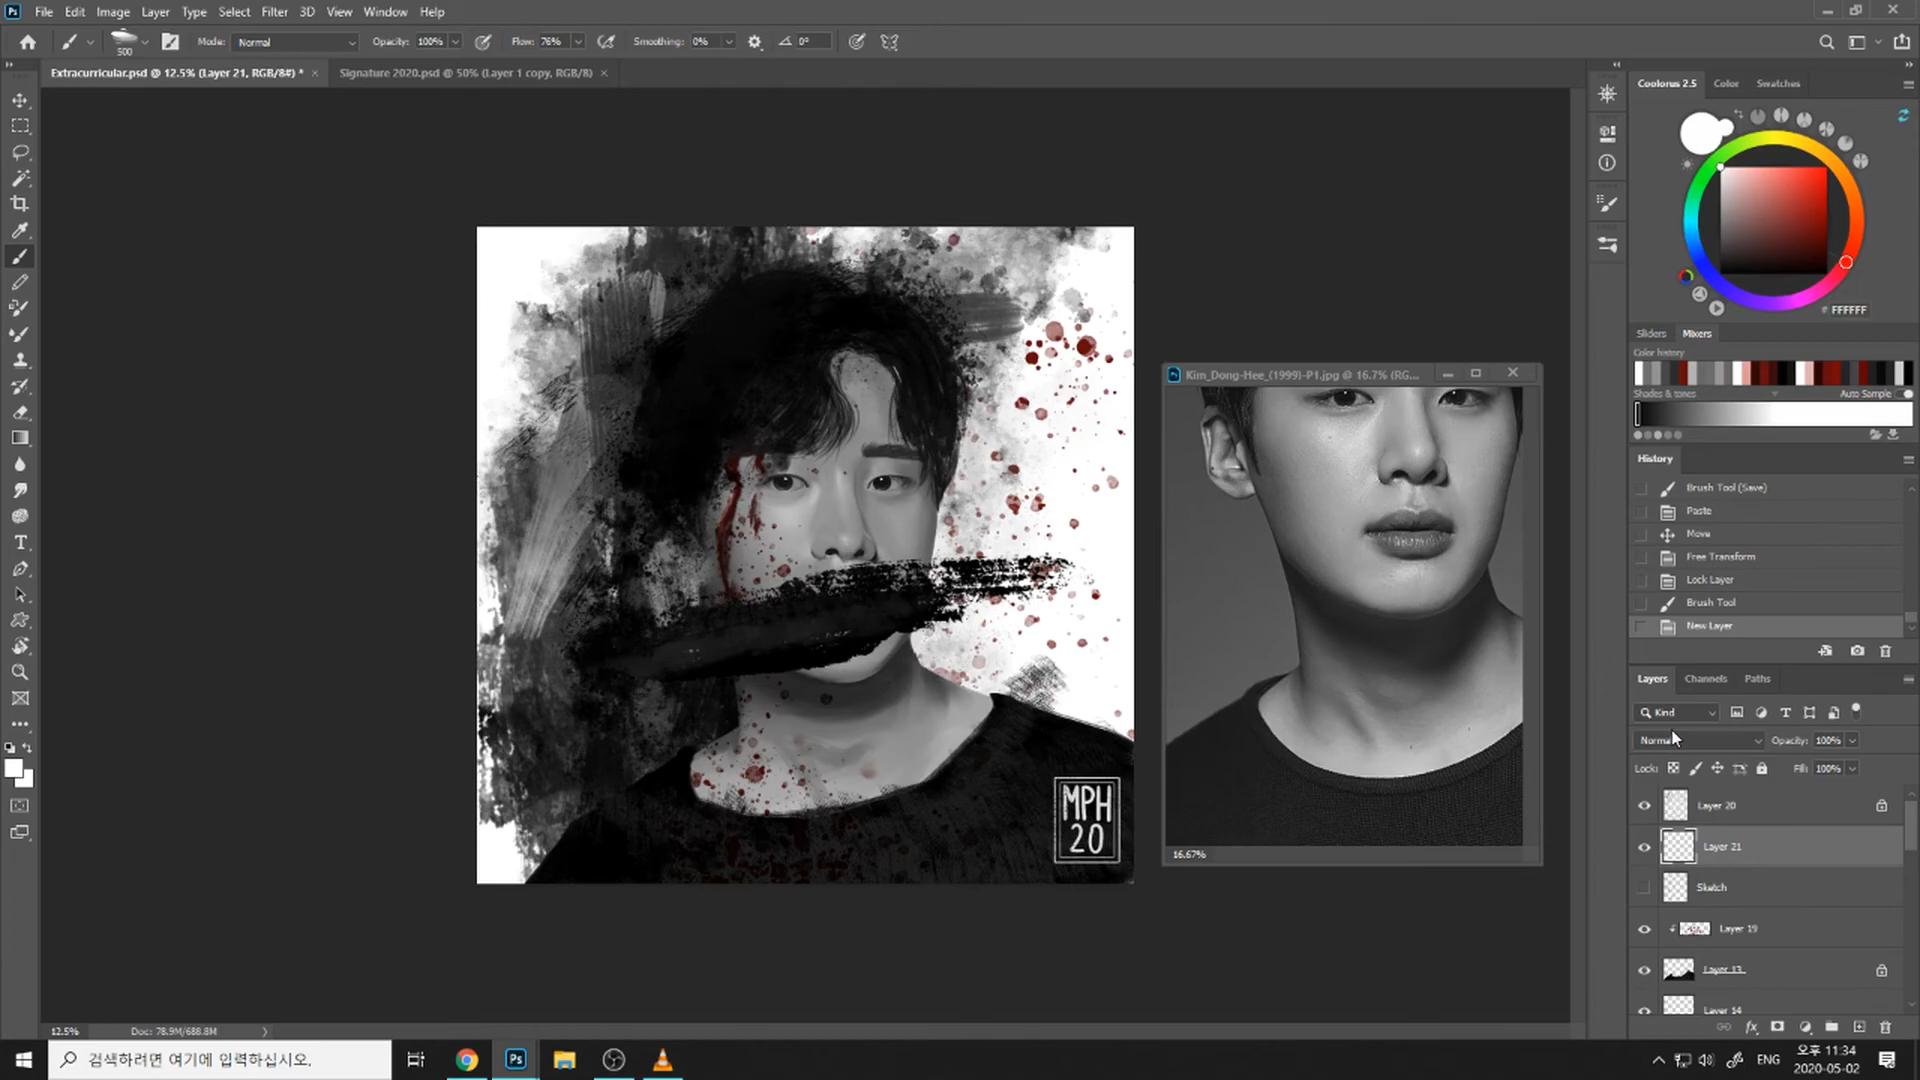 Ps File Edit Image Layer Type Select Filter 3D View Window Help
500 Mode: Normal Opacity: 100% Flow: 76% Smoothing: 0% 0°
Extracurricular.psd @ 12.5% (Layer 21, RGB/8#) * × Signature 2020.psd @ 50% (Layer 1 copy, RGB/8) ×
Coolorus 2.5 Color Swatches
# FFFFFF
Sliders Mixers
Color history
Shades & tones Auto Sample
History
Brush Tool (Save)
Paste
Move
Free Transform
Lock Layer
Brush Tool
New Layer
Layers Channels Paths
Kind
Normal Opacity: 100%
Lock: Fill: 100%
Layer 20
Layer 21
Sketch
Layer 19
Layer 13
Layer 14
Kim_Dong-Hee_(1999)-P1.jpg @ 16.7% (RG...
16.67%
MPH
20
12.5% Doc: 78.9M/688.8M
검색하려면 여기에 입력하십시오.
Ps
ENG
오후 11:34
2020-05-02